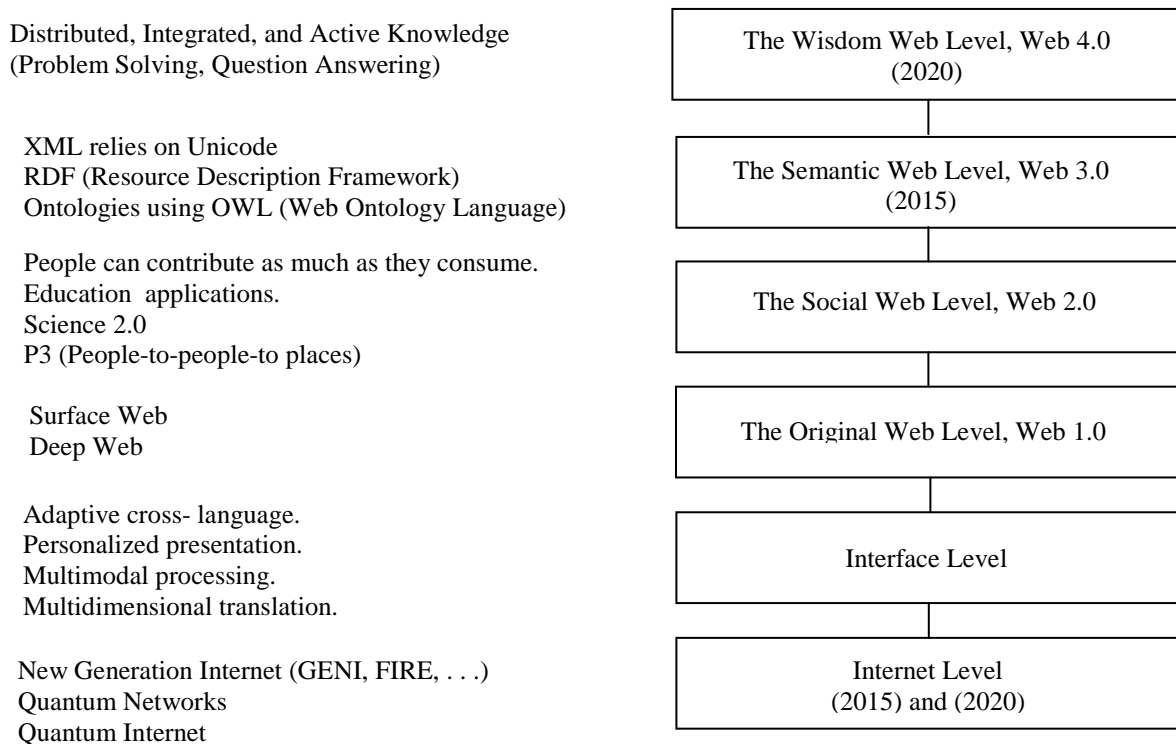 Distributed, Integrated, and Active Knowledge
(Problem Solving, Question Answering)
The Wisdom Web Level, Web 4.0
(2020)
XML relies on Unicode
RDF (Resource Description Framework)
Ontologies using OWL (Web Ontology Language)
The Semantic Web Level, Web 3.0
(2015)
People can contribute as much as they consume.
Education applications.
Science 2.0
P3 (People-to-people-to places)
The Social Web Level, Web 2.0
Surface Web
Deep Web
The Original Web Level, Web 1.0
Adaptive cross- language.
Personalized presentation.
Multimodal processing.
Multidimensional translation.
Interface Level
New Generation Internet (GENI, FIRE, . . .)
Quantum Networks
Quantum Internet
Internet Level
(2015) and (2020)